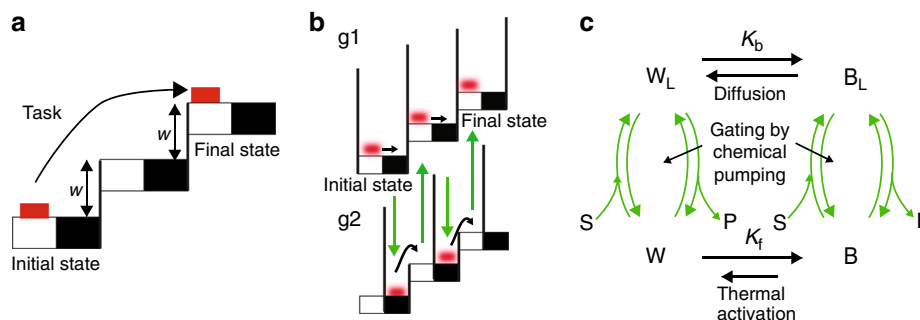 a
Task
w
w
Final state
Initial state
b
g1
Final state
Initial state
g2
c
K_b
W_L
B_L
Diffusion
Gating by
chemical
pumping
S
P
S
W
K_f
B
Thermal
activation